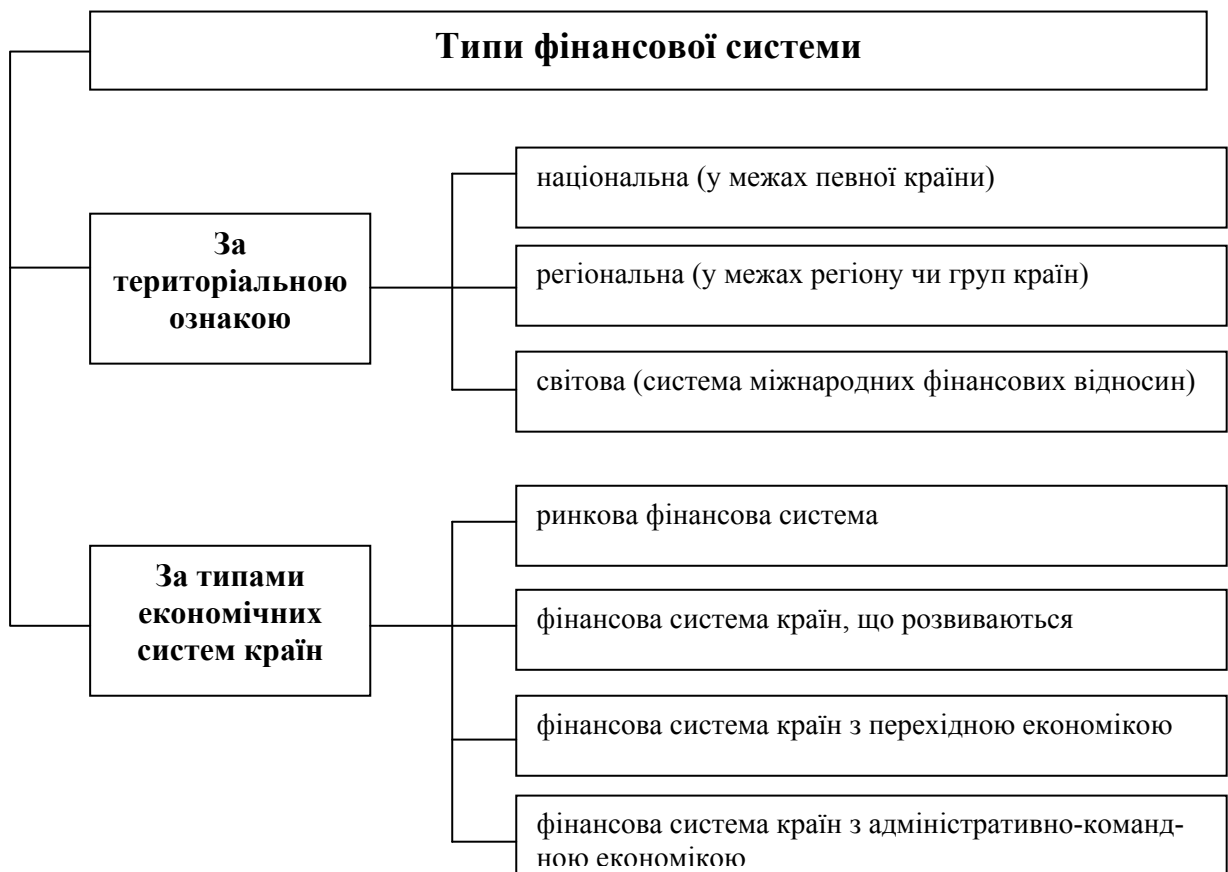 Типи фінансової системи
За
територіальною
ознакою
національна (у межах певної країни)
регіональна (у межах регіону чи груп країн)
світова (система міжнародних фінансових відносин)
За типами
економічних
систем країн
ринкова фінансова система
фінансова система країн, що розвиваються
фінансова система країн з перехідною економікою
фінансова система країн з адміністративно-команд-
ною економікою